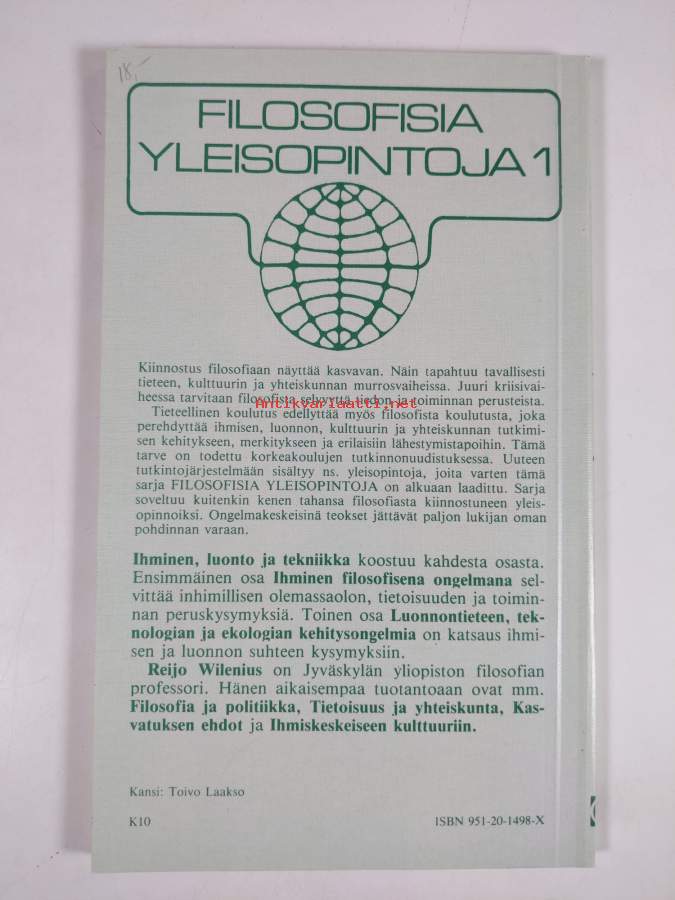 18,-
FILOSOFISIA
YLEISOPINTOJA 1
Kiinnostus filosofiaan näyttää kasvavan. Näin tapahtuu tavallisesti
tieteen, kulttuurin ja yhteiskunnan murrosvaiheissa. Juuri kriisivai-
heessa tarvitaan filosofista selvyyttä tiedon ja toiminnan perusteista.
Antikvariaatti.net
Tieteellinen koulutus edellyttää myös filosofista koulutusta, joka
perehdyttää ihmisen, luonnon, kulttuurin ja yhteiskunnan tutkimi-
sen kehitykseen, merkitykseen ja erilaisiin lähestymistapoihin. Tämä
tarve on todettu korkeakoulujen tutkinnonuudistuksessa. Uuteen
tutkintojärjestelmään sisältyy ns. yleisopintoja, joita varten tämä
sarja FILOSOFISIA YLEISOPINTOJA on alkuaan laadittu. Sarja
soveltuu kuitenkin kenen tahansa filosofiasta kiinnostuneen yleis-
opinnoiksi. Ongelmakeskeisinä teokset jättävät paljon lukijan oman
pohdinnan varaan.
Ihminen, luonto ja tekniikka koostuu kahdesta osasta.
Ensimmäinen osa Ihminen filosofisena ongelmana sel-
vittää inhimillisen olemassaolon, tietoisuuden ja toimin-
nan peruskysymyksiä. Toinen osa Luonnontieteen, tek-
nologian ja ekologian kehitysongelmia on katsaus ihmi-
sen ja luonnon suhteen kysymyksiin.
Reijo Wilenius on Jyväskylän yliopiston filosofian
professori. Hänen aikaisempaa tuotantoaan ovat mm.
Filosofia ja politiikka, Tietoisuus ja yhteiskunta, Kas-
vatuksen ehdot ja Ihmiskeskeiseen kulttuuriin.
Kansi: Toivo Laakso
K10
ISBN 951-20-1498-X